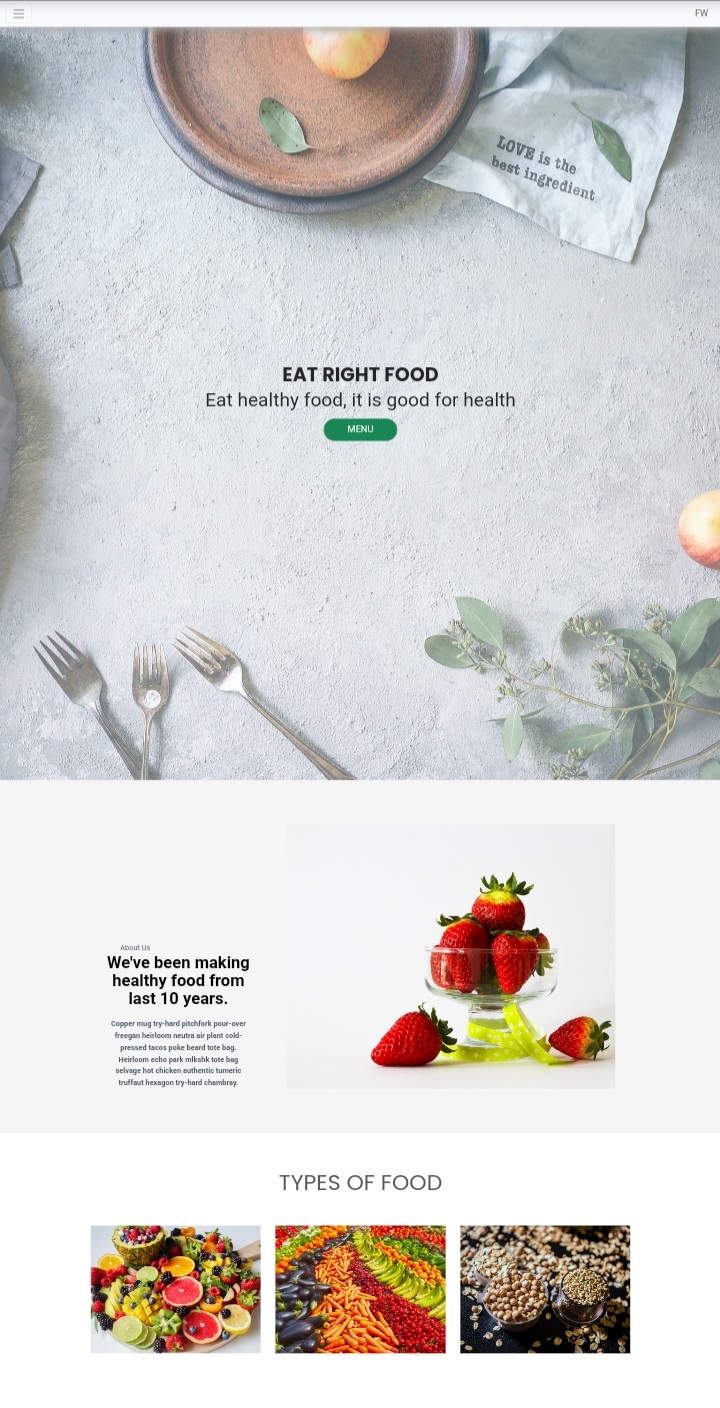 FW
LOVE is the
best ingredient
EAT RIGHT FOOD
Eat healthy food, it is good for health
MENU
About Us
We've been making
healthy food from
last 10 years.
Copper mug try-hard pitchfork pour-over
freegan heirloom neutra air plant cold-
pressed tacos poke beard tote bag.
Heirloom echo park mlkshk tote bag
selvage hot chicken authentic tumeric
truffaut hexagon try-hard chambray.
TYPES OF FOOD